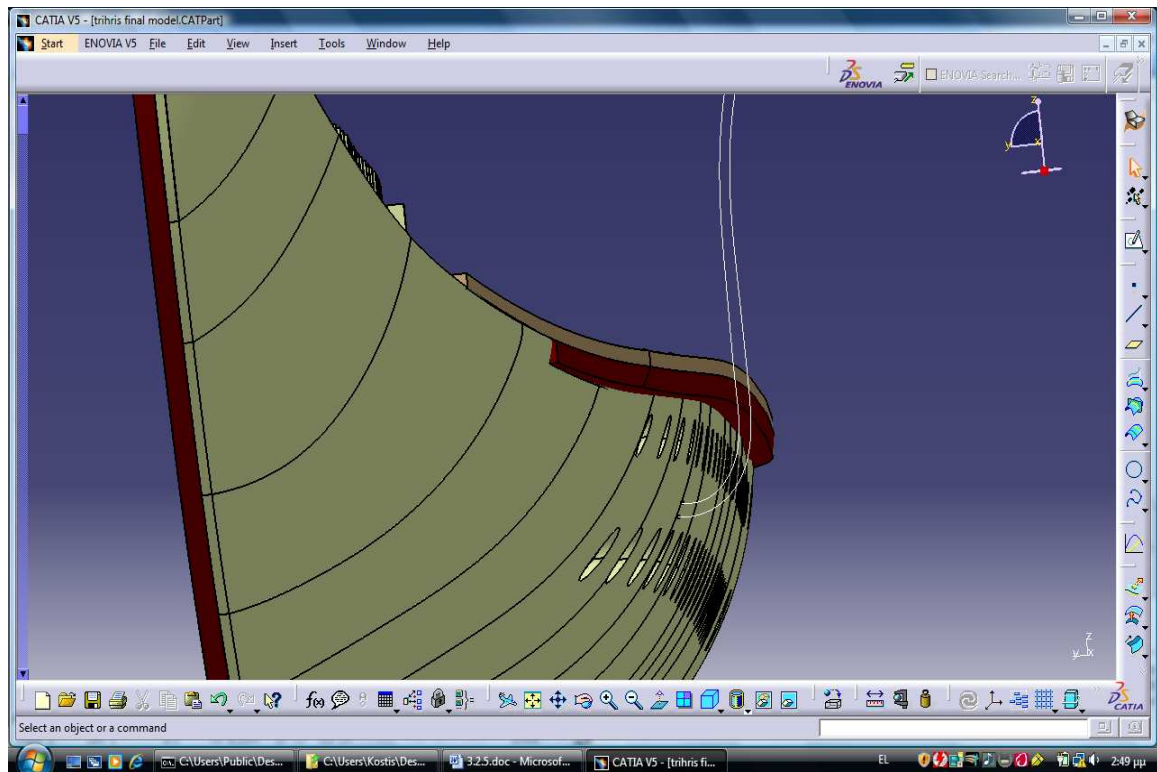 CATIA V5 - [trihris final model.CATPart]
Start ENOVIA V5 File Edit View Insert Tools Window Help
ENOVIA
ENOVIA Search...
z
y x
z
y x
f(x)
CATIA
Select an object or a command
C:\Users\Public\Des... C:\Users\Kostis\Des... 3.2.5.doc - Microsof... CATIA V5 - [trihris fi... EL 2:49 μμ